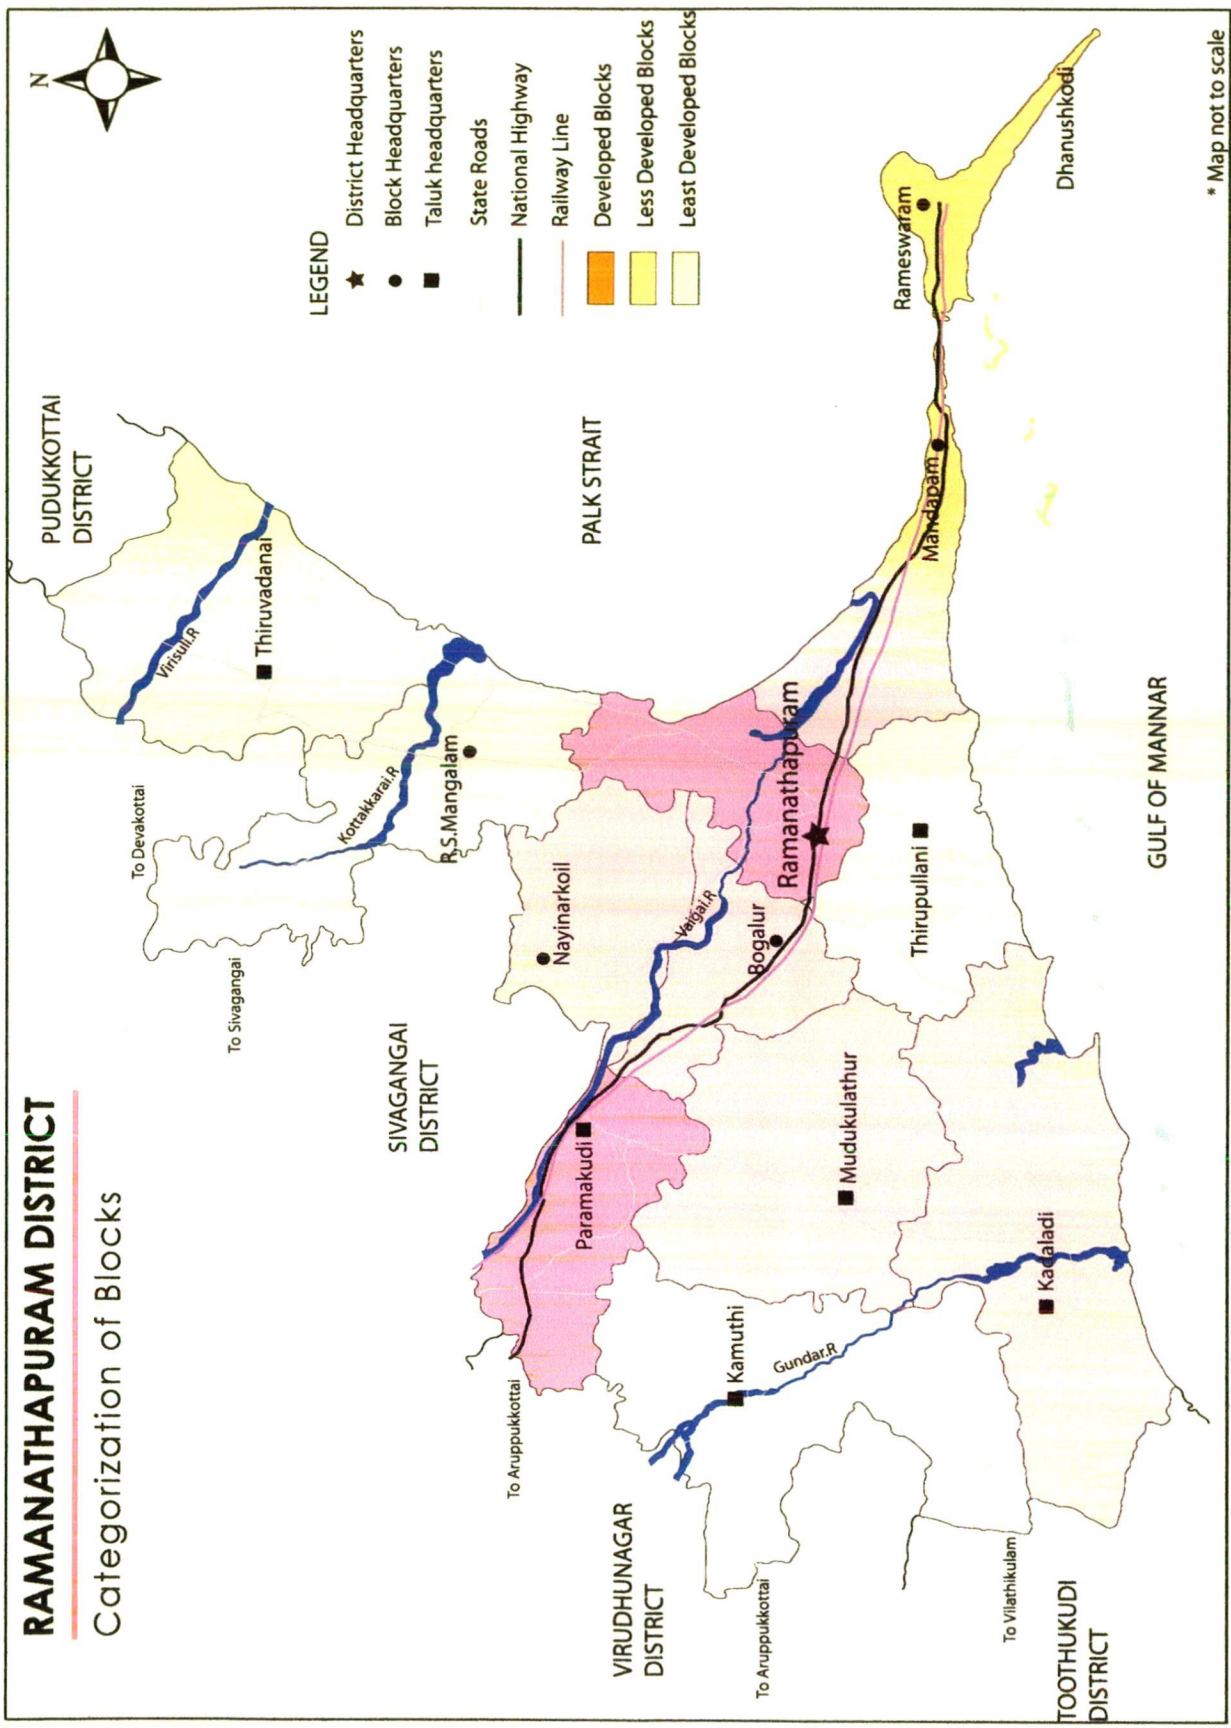 RAMANATHAPURAM DISTRICT
Categorization of Blocks
N
LEGEND
District Headquarters
Block Headquarters
Taluk headquarters
State Roads
National Highway
Railway Line
Developed Blocks
Less Developed Blocks
Least Developed Blocks
PUDUKKOTTAI
DISTRICT
Virisuli.R
Thiruvadanai
To Devakottai
Kottakkarai.R
R.S.Mangalam
To Sivagangai
SIVAGANGAI
DISTRICT
PALK STRAIT
Nayinarkoil
Vaigai.R
Bogalur
Ramanathapuram
Mandapam
Rameswaram
Dhanushkodi
Thirupullani
Paramakudi
To Aruppukkottai
Mudukulathur
Kamuthi
Gundar.R
Kadaladi
VIRUDHUNAGAR
DISTRICT
To Aruppukkottai
To Vilathikulam
TOOTHUKUDI
DISTRICT
GULF OF MANNAR
* Map not to scale